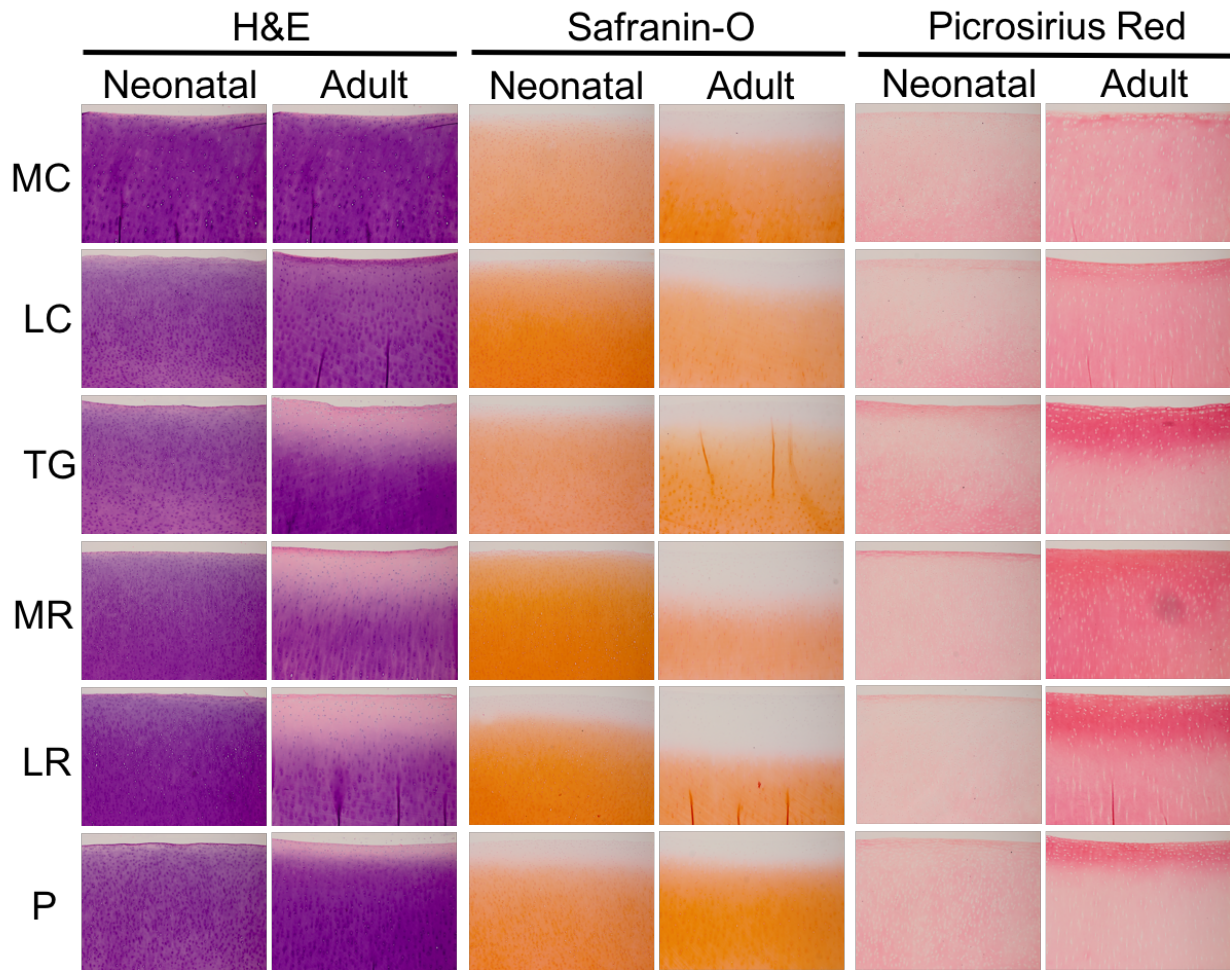 H&E Safranin-O Picrosirius Red
Neonatal Adult Neonatal Adult Neonatal Adult
MC
LC
TG
MR
LR
P